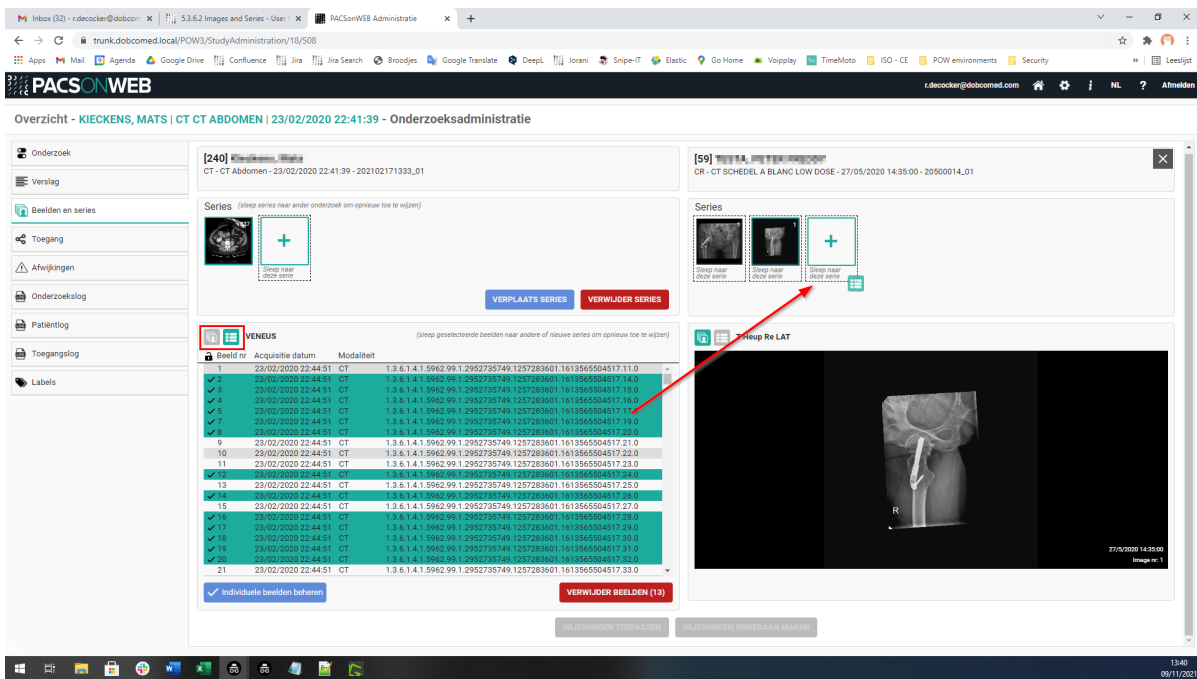 Inbox (32) - r.decocker@dobcom
5.3.6.2 Images and Series - User
PACSonWEB Administratie
trunk.dobcomed.local/POW3/StudyAdministration/18/508
Apps Mail Agenda Google Drive Confluence Jira Jira Search Broodjes Google Translate DeepL Jorani Snipe-IT Elastic Go Home Voipplay TimeMoto ISO - CE POW environments Security Leeslijst
PACSONWEB
r.decocker@dobcomed.com NL ? Afmelden
Overzicht - KIECKENS, MATS | CT CT ABDOMEN | 23/02/2020 22:41:39 - Onderzoeksadministratie
Onderzoek
Verslag
Beelden en series
Toegang
Afwijkingen
Onderzoekslog
Patiëntlog
Toegangslog
Labels
[240]
CT - CT Abdomen - 23/02/2020 22:41:39 - 202102171333_01
Series (sleep series naar ander onderzoek om opnieuw toe te wijzen)
Sleep naar
deze serie
VERPLAATS SERIES VERWIJDER SERIES
VENEUS (sleep geselecteerde beelden naar andere of nieuwe series om opnieuw toe te wijzen)
Beeld nr Acquisitie datum Modaliteit
1 23/02/2020 22:44:51 CT 1.3.6.1.4.1.5962.99.1.2952735749.1257283601.1613565504517.11.0
2 23/02/2020 22:44:51 CT 1.3.6.1.4.1.5962.99.1.2952735749.1257283601.1613565504517.14.0
3 23/02/2020 22:44:51 CT 1.3.6.1.4.1.5962.99.1.2952735749.1257283601.1613565504517.15.0
4 23/02/2020 22:44:51 CT 1.3.6.1.4.1.5962.99.1.2952735749.1257283601.1613565504517.16.0
5 23/02/2020 22:44:51 CT 1.3.6.1.4.1.5962.99.1.2952735749.1257283601.1613565504517.17.0
7 23/02/2020 22:44:51 CT 1.3.6.1.4.1.5962.99.1.2952735749.1257283601.1613565504517.19.0
8 23/02/2020 22:44:51 CT 1.3.6.1.4.1.5962.99.1.2952735749.1257283601.1613565504517.20.0
9 23/02/2020 22:44:51 CT 1.3.6.1.4.1.5962.99.1.2952735749.1257283601.1613565504517.21.0
10 23/02/2020 22:44:51 CT 1.3.6.1.4.1.5962.99.1.2952735749.1257283601.1613565504517.22.0
11 23/02/2020 22:44:51 CT 1.3.6.1.4.1.5962.99.1.2952735749.1257283601.1613565504517.23.0
12 23/02/2020 22:44:51 CT 1.3.6.1.4.1.5962.99.1.2952735749.1257283601.1613565504517.24.0
13 23/02/2020 22:44:51 CT 1.3.6.1.4.1.5962.99.1.2952735749.1257283601.1613565504517.25.0
14 23/02/2020 22:44:51 CT 1.3.6.1.4.1.5962.99.1.2952735749.1257283601.1613565504517.26.0
15 23/02/2020 22:44:51 CT 1.3.6.1.4.1.5962.99.1.2952735749.1257283601.1613565504517.27.0
16 23/02/2020 22:44:51 CT 1.3.6.1.4.1.5962.99.1.2952735749.1257283601.1613565504517.28.0
17 23/02/2020 22:44:51 CT 1.3.6.1.4.1.5962.99.1.2952735749.1257283601.1613565504517.29.0
18 23/02/2020 22:44:51 CT 1.3.6.1.4.1.5962.99.1.2952735749.1257283601.1613565504517.30.0
19 23/02/2020 22:44:51 CT 1.3.6.1.4.1.5962.99.1.2952735749.1257283601.1613565504517.31.0
20 23/02/2020 22:44:51 CT 1.3.6.1.4.1.5962.99.1.2952735749.1257283601.1613565504517.32.0
21 23/02/2020 22:44:51 CT 1.3.6.1.4.1.5962.99.1.2952735749.1257283601.1613565504517.33.0
Individuele beelden beheren
VERWIJDER BEELDEN (13)
[59]
CR - CT SCHEDEL A BLANC LOW DOSE - 27/05/2020 14:35:00 - 20500014_01
Series
1
Sleep naar
deze serie
Sleep naar
deze serie
Sleep naar
deze serie
Heup Re LAT
R
27/5/2020 14:35:00
Image nr: 1
WIJZIGINGEN TOEPASSEN WIJZIGINGEN ONGEDAAN MAKEN
13:40
09/11/2021